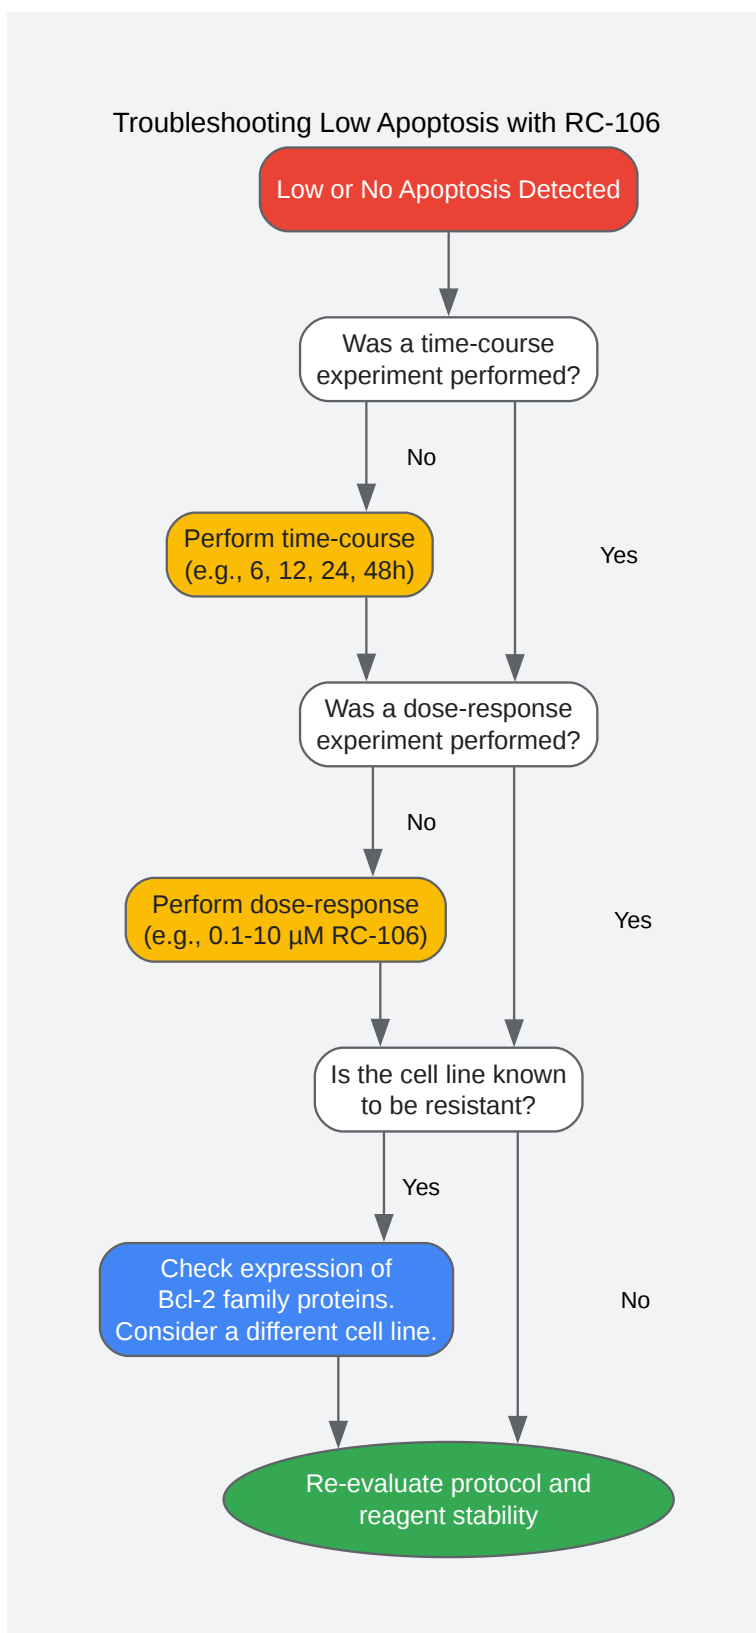 Troubleshooting Low Apoptosis with RC-106
Low or No Apoptosis Detected
Was a time-course
experiment performed?
No
Perform time-course
(e.g., 6, 12, 24, 48h)
Yes
Was a dose-response
experiment performed?
No
Perform dose-response
(e.g., 0.1-10 µM RC-106)
Yes
Is the cell line known
to be resistant?
Yes
Check expression of
Bcl-2 family proteins.
Consider a different cell line.
No
Re-evaluate protocol and
reagent stability